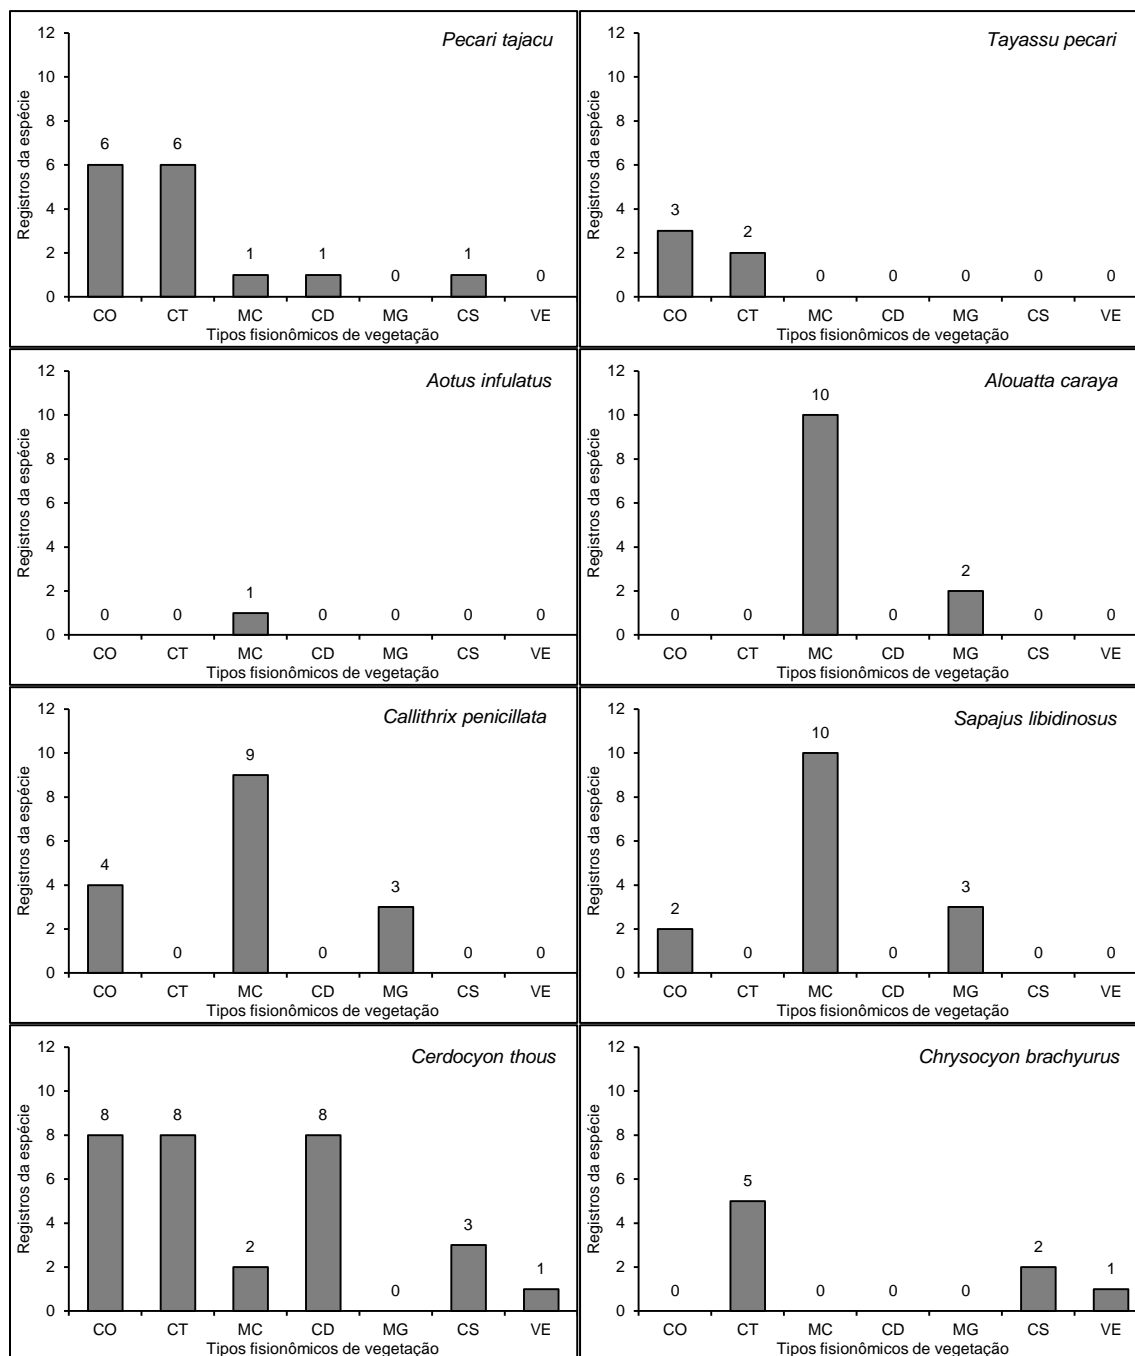 Pecari tajacu
Registros da espécie
12
10
8
6
4
2
0
6 6 1 1 0 1 0
CO CT MC CD MG CS VE
Tipos fisionômicos de vegetação
Tayassu pecari
Registros da espécie
12
10
8
6
4
2
0
3 2 0 0 0 0 0
CO CT MC CD MG CS VE
Tipos fisionômicos de vegetação
Aotus infulatus
Registros da espécie
12
10
8
6
4
2
0
0 0 1 0 0 0 0
CO CT MC CD MG CS VE
Tipos fisionômicos de vegetação
Alouatta caraya
Registros da espécie
12
10
8
6
4
2
0
0 0 10 0 2 0 0
CO CT MC CD MG CS VE
Tipos fisionômicos de vegetação
Callithrix penicillata
Registros da espécie
12
10
8
6
4
2
0
4 0 9 0 3 0 0
CO CT MC CD MG CS VE
Tipos fisionômicos de vegetação
Sapajus libidinosus
Registros da espécie
12
10
8
6
4
2
0
2 0 10 0 3 0 0
CO CT MC CD MG CS VE
Tipos fisionômicos de vegetação
Cerdocyon thous
Registros da espécie
12
10
8
6
4
2
0
8 8 2 8 0 3 1
CO CT MC CD MG CS VE
Tipos fisionômicos de vegetação
Chrysocyon brachyurus
Registros da espécie
12
10
8
6
4
2
0
0 5 0 0 0 2 1
CO CT MC CD MG CS VE
Tipos fisionômicos de vegetação